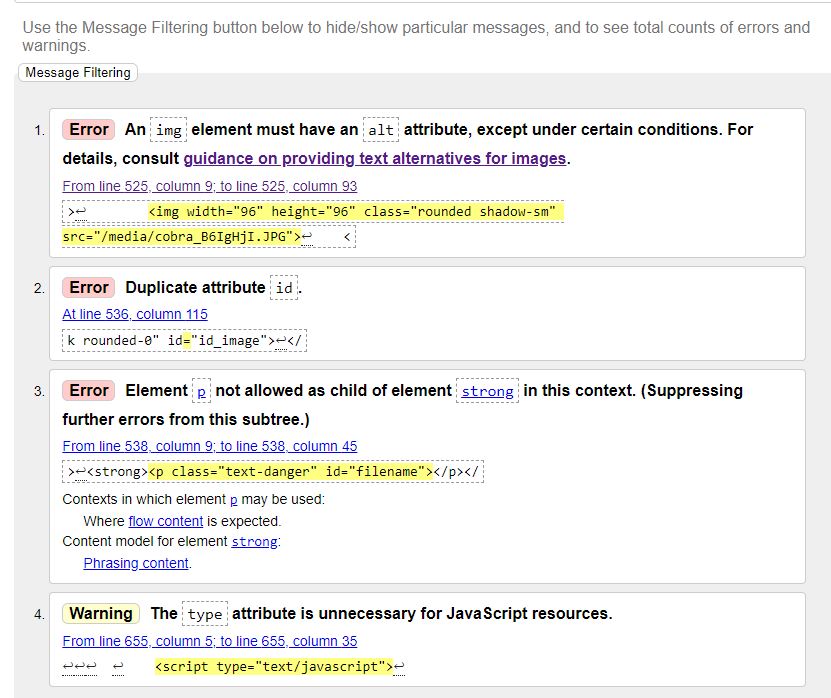 Use the Message Filtering button below to hide/show particular messages, and to see total counts of errors and
warnings.
Message Filtering
1. Error An img element must have an alt attribute, except under certain conditions. For
details, consult guidance on providing text alternatives for images.
From line 525, column 9; to line 525, column 93
>↩ <img width="96" height="96" class="rounded shadow-sm"
src="/media/cobra_B6IgHjI.JPG">↩ <
2. Error Duplicate attribute id.
At line 536, column 115
k rounded-0" id="id_image">↩</
3. Error Element p not allowed as child of element strong in this context. (Suppressing
further errors from this subtree.)
From line 538, column 9; to line 538, column 45
>↩<strong><p class="text-danger" id="filename"></p></
Contexts in which element p may be used:
Where flow content is expected.
Content model for element strong:
Phrasing content.
4. Warning The type attribute is unnecessary for JavaScript resources.
From line 655, column 5; to line 655, column 35
↩↩↩ ↩ <script type="text/javascript">↩